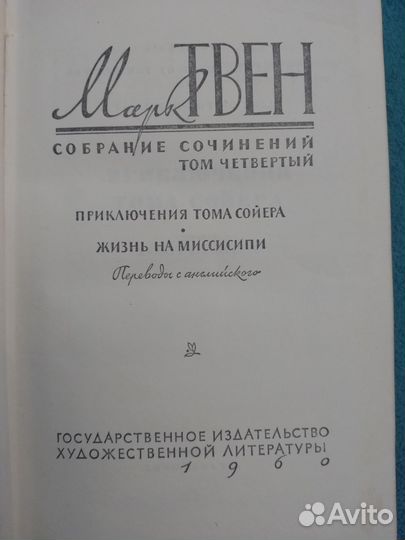 Марк ТВЕН
СОБРАНИЕ СОЧИНЕНИЙ
ТОМ ЧЕТВЕРТЫЙ
ПРИКЛЮЧЕНИЯ ТОМА СОЙЕРА
•
ЖИЗНЬ НА МИССИСИПИ
Переводы с английского
ГОСУДАРСТВЕННОЕ ИЗДАТЕЛЬСТВО
ХУДОЖЕСТВЕННОЙ ЛИТЕРАТУРЫ
1960
Avito